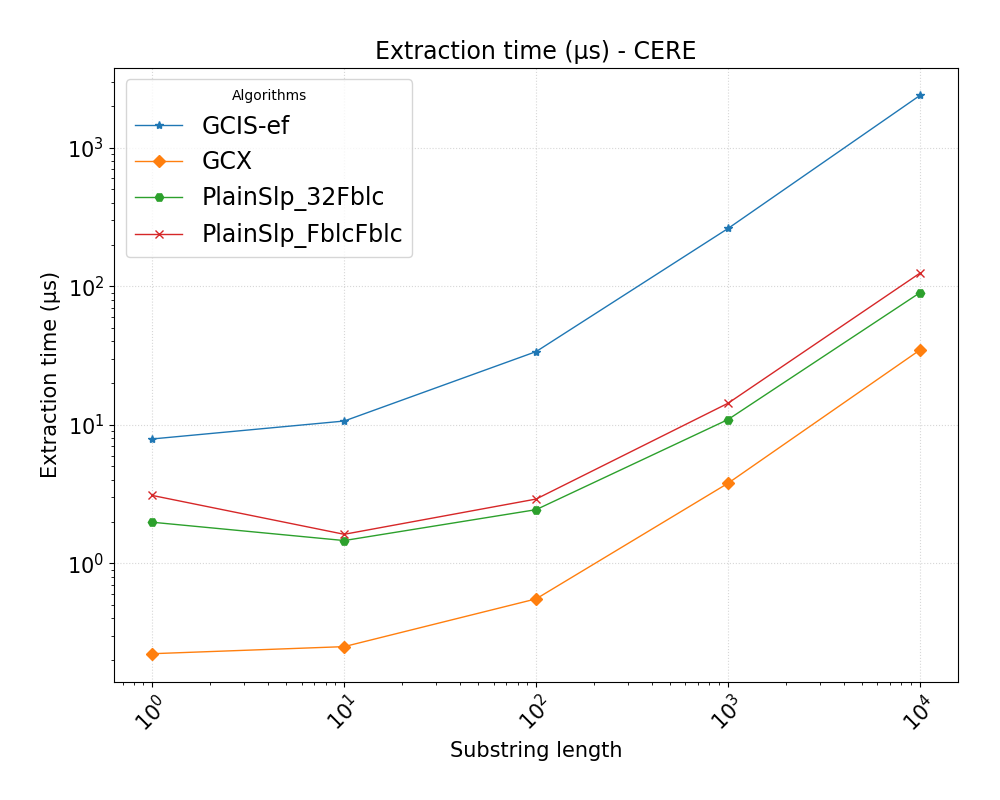 Extraction time (μs) - CERE
Algorithms
GCIS-ef
GCX
PlainSlp_32Fblc
PlainSlp_FblcFblc
Extraction time (μs)
10³
10²
10¹
10⁰
10⁰ 10¹ 10² 10³ 10⁴
Substring length